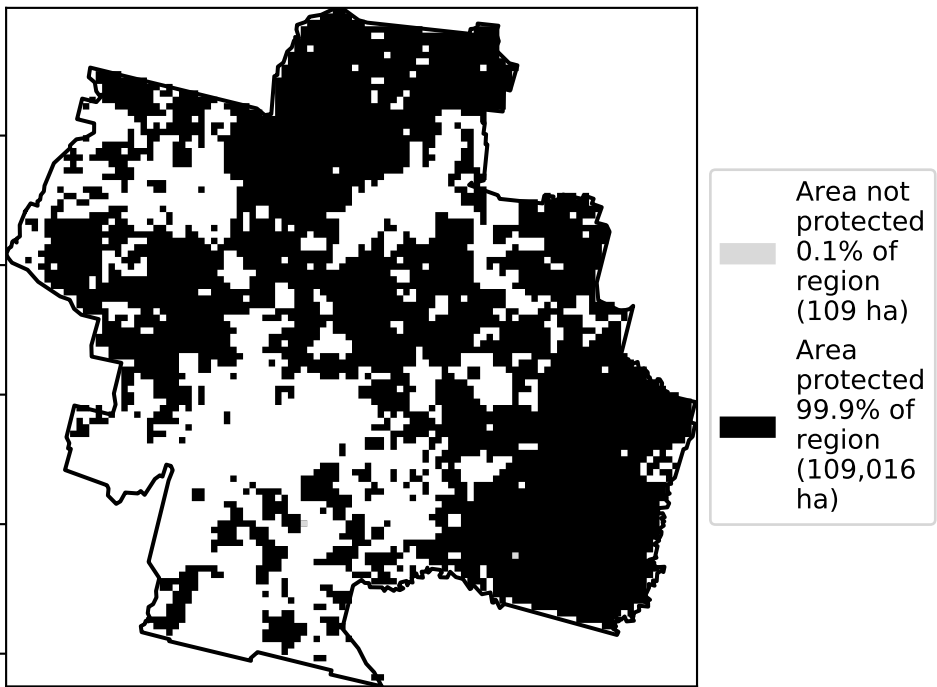 Area not
protected
0.1% of
region
(109 ha)
Area
protected
99.9% of
region
(109,016
ha)